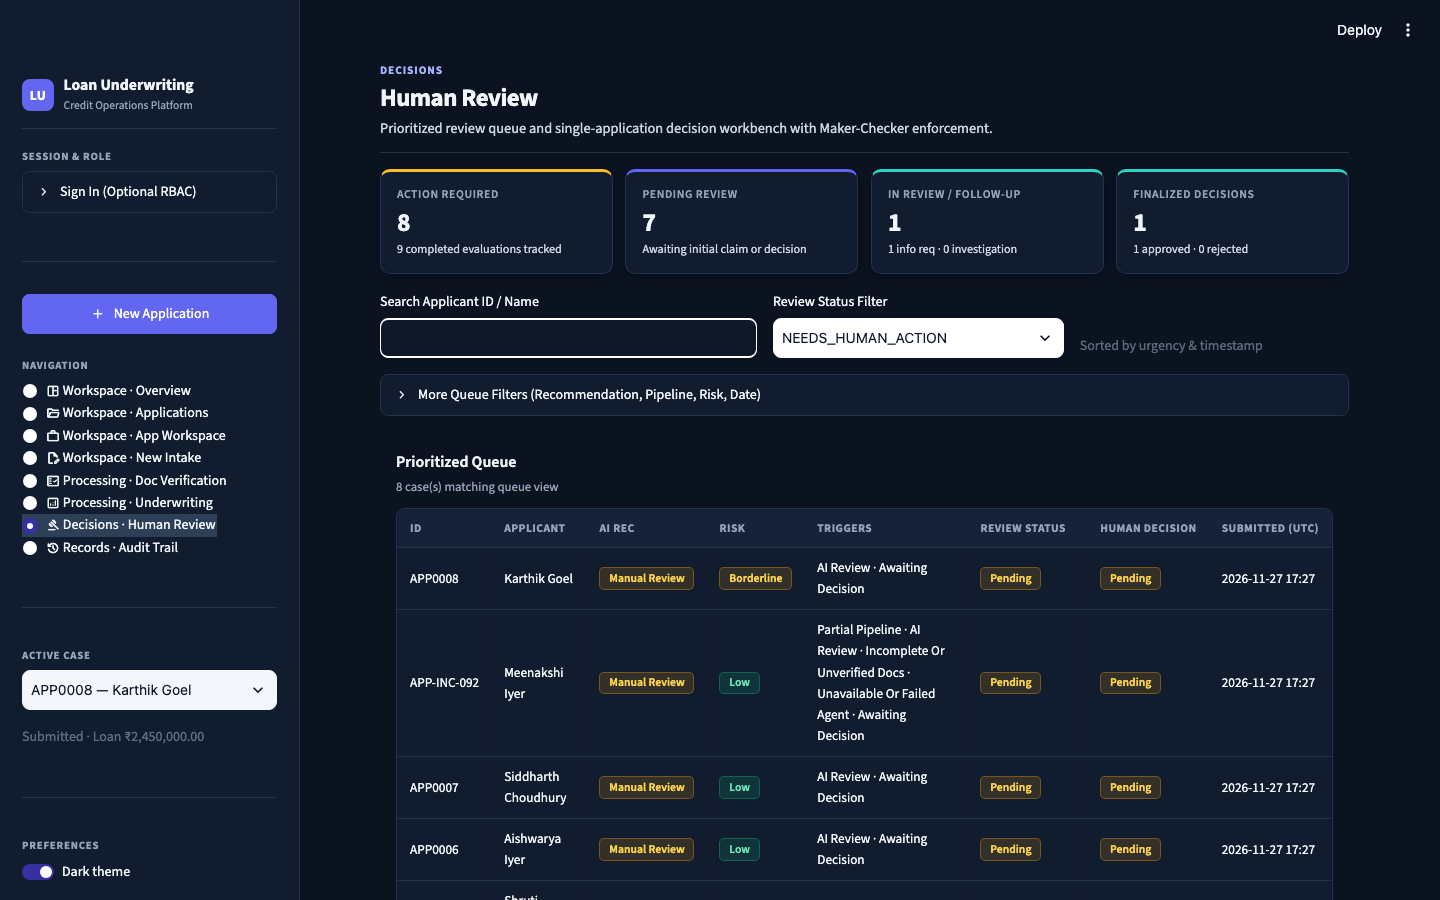 Deploy
LU
Loan Underwriting
Credit Operations Platform
SESSION & ROLE
Sign In (Optional RBAC)
New Application
NAVIGATION
Workspace · Overview
Workspace · Applications
Workspace · App Workspace
Workspace · New Intake
Processing · Doc Verification
Processing · Underwriting
Decisions · Human Review
Records · Audit Trail
ACTIVE CASE
APP0008 — Karthik Goel
Submitted · Loan ₹2,450,000.00
PREFERENCES
Dark theme
DECISIONS
Human Review
Prioritized review queue and single-application decision workbench with Maker-Checker enforcement.
ACTION REQUIRED
8
9 completed evaluations tracked
PENDING REVIEW
7
Awaiting initial claim or decision
IN REVIEW / FOLLOW-UP
1
1 info req · 0 investigation
FINALIZED DECISIONS
1
1 approved · 0 rejected
Search Applicant ID / Name
Review Status Filter
NEEDS_HUMAN_ACTION
Sorted by urgency & timestamp
More Queue Filters (Recommendation, Pipeline, Risk, Date)
Prioritized Queue
8 case(s) matching queue view
ID APPLICANT AI REC RISK TRIGGERS REVIEW STATUS HUMAN DECISION SUBMITTED (UTC)
APP0008 Karthik Goel Manual Review Borderline AI Review · Awaiting Decision Pending Pending 2026-11-27 17:27
APP-INC-092 Meenakshi Iyer Manual Review Low Partial Pipeline · AI Review · Incomplete Or Unverified Docs · Unavailable Or Failed Agent · Awaiting Decision Pending Pending 2026-11-27 17:27
APP0007 Siddharth Choudhury Manual Review Low AI Review · Awaiting Decision Pending Pending 2026-11-27 17:27
APP0006 Aishwarya Iyer Manual Review Low AI Review · Awaiting Decision Pending Pending 2026-11-27 17:27